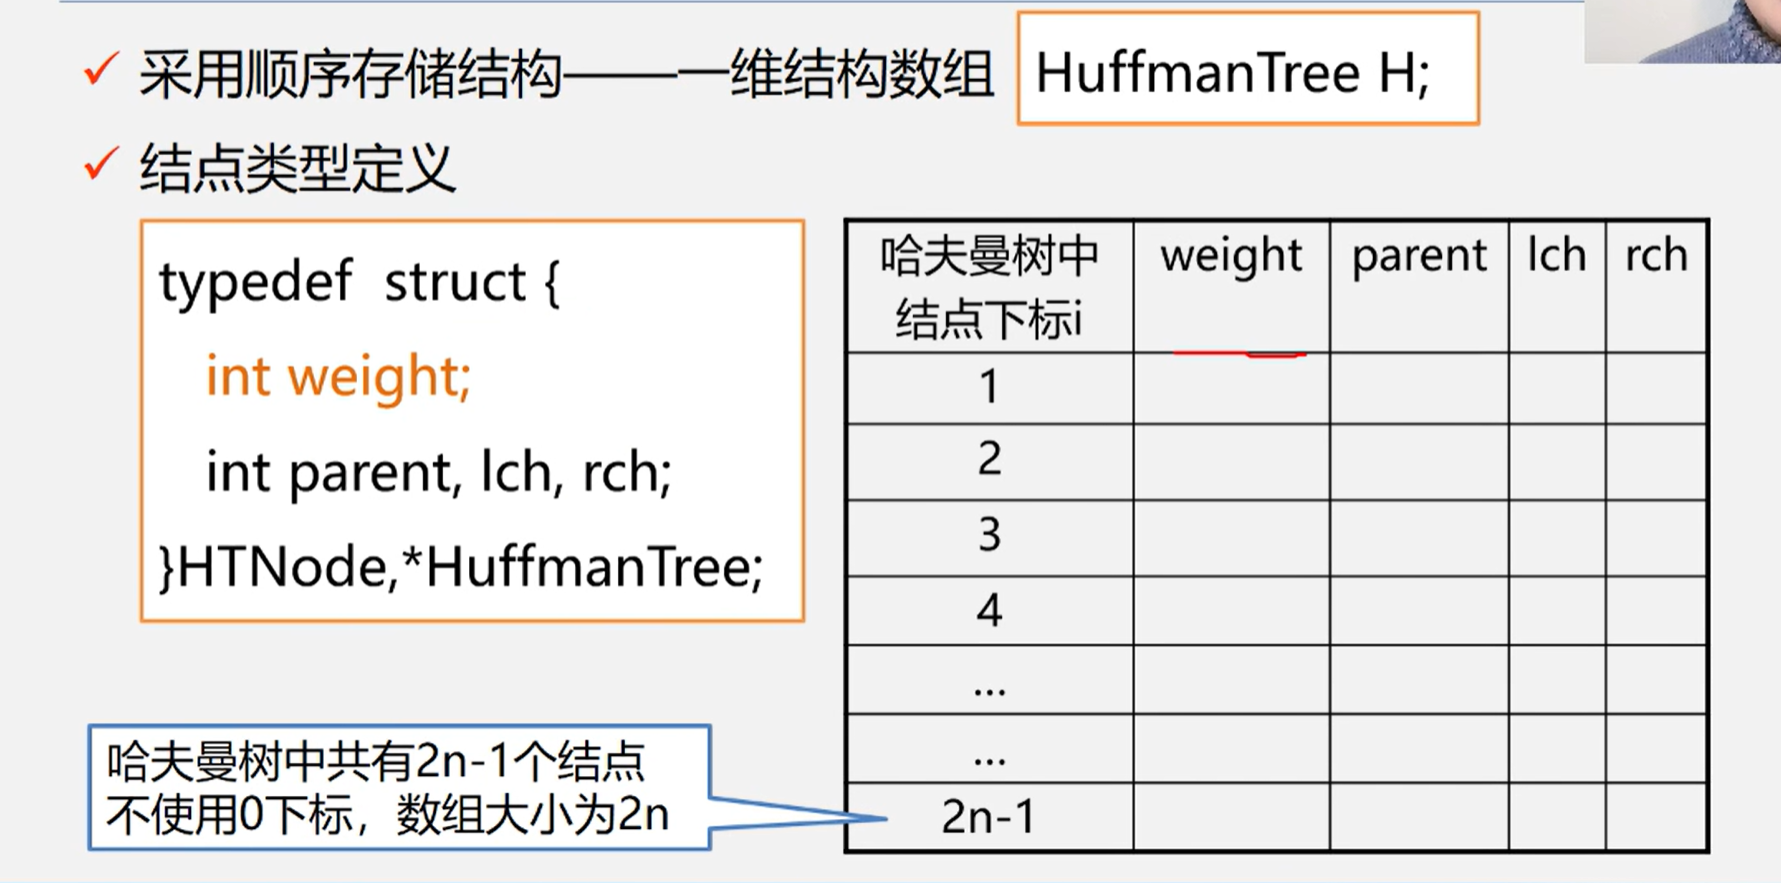 采用顺序存储结构——一维结构数组
HuffmanTree H;
结点类型定义
typedef struct {
int weight;
int parent, lch, rch;
}HTNode,*HuffmanTree;
哈夫曼树中共有2n-1个结点
不使用0下标，数组大小为2n
哈夫曼树中 weight parent lch rch
结点下标i
1
2
3
4
...
...
2n-1